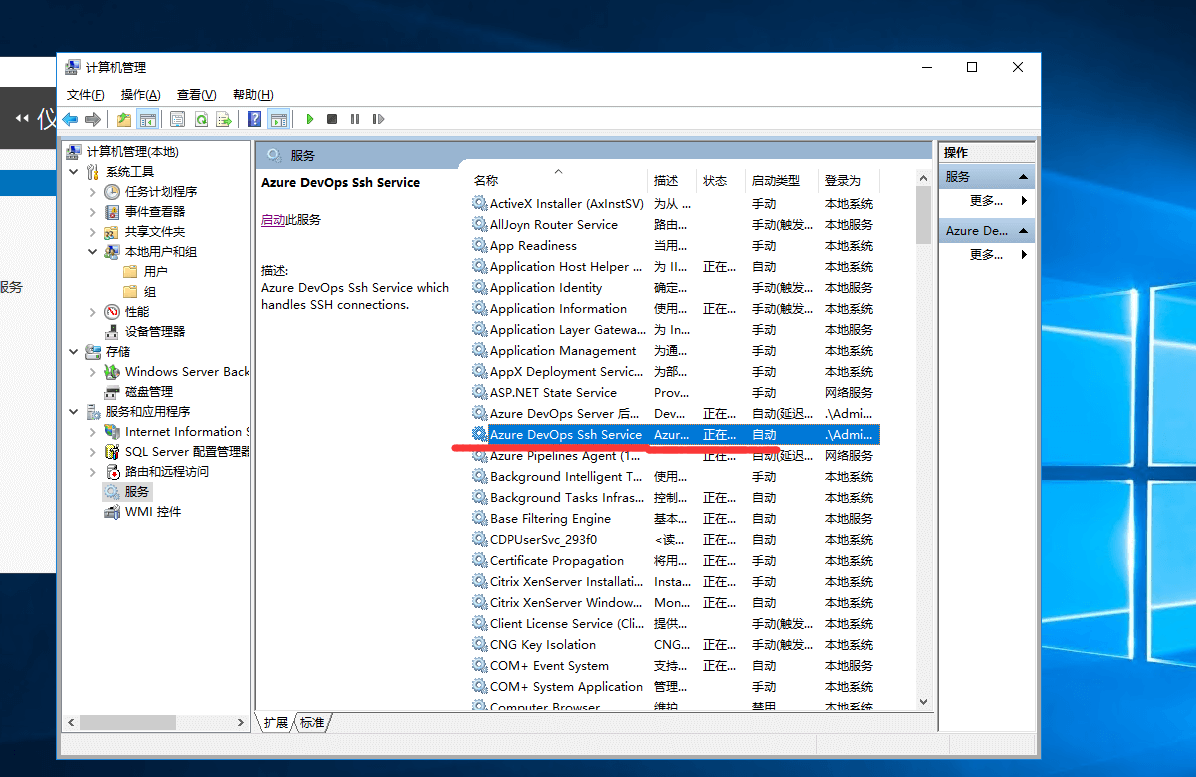 计算机管理
文件(F) 操作(A) 查看(V) 帮助(H)
仪
服务
计算机管理(本地)
系统工具
任务计划程序
事件查看器
共享文件夹
本地用户和组
用户
组
性能
设备管理器
存储
Windows Server Back
磁盘管理
服务和应用程序
Internet Information S
SQL Server 配置管理器
路由和远程访问
服务
WMI 控件
服务
Azure DevOps Ssh Service
启动此服务
描述:
Azure DevOps Ssh Service which
handles SSH connections.
名称 描述 状态 启动类型 登录为
ActiveX Installer (AxInstSV) 为从 ... 手动 本地系统
AllJoyn Router Service 路由... 手动(触发... 本地服务
App Readiness 当用... 手动 本地系统
Application Host Helper ... 为 II... 正在... 自动 本地系统
Application Identity 确定... 手动(触发... 本地服务
Application Information 使用... 正在... 手动(触发... 本地系统
Application Layer Gatewa... 为 In... 手动 本地服务
Application Management 为通... 手动 本地系统
AppX Deployment Servic... 为部... 手动 本地系统
ASP.NET State Service Prov... 手动 网络服务
Azure DevOps Server 后... Dev... 正在... 自动(延迟... .\Admi...
Azure DevOps Ssh Service Azur... 正在... 自动 .\Admi...
Azure Pipelines Agent (1... 正在... 自动(延迟... 网络服务
Background Intelligent T... 使用... 手动 本地系统
Background Tasks Infras... 控制... 正在... 自动 本地系统
Base Filtering Engine 基本... 正在... 自动 本地服务
CDPUserSvc_293f0 <读... 正在... 自动 本地系统
Certificate Propagation 将用... 正在... 手动 本地系统
Citrix XenServer Installati... Insta... 正在... 自动 本地系统
Citrix XenServer Window... Mon... 正在... 自动 本地系统
Client License Service (Cli... 提供... 手动(触发... 本地系统
CNG Key Isolation CNG... 正在... 手动(触发... 本地系统
COM+ Event System 支持... 正在... 自动 本地服务
COM+ System Application 管理... 手动 本地系统
Computer Browser 维护... 禁用 本地系统
扩展 标准
操作
服务
更多...
Azure De...
更多...